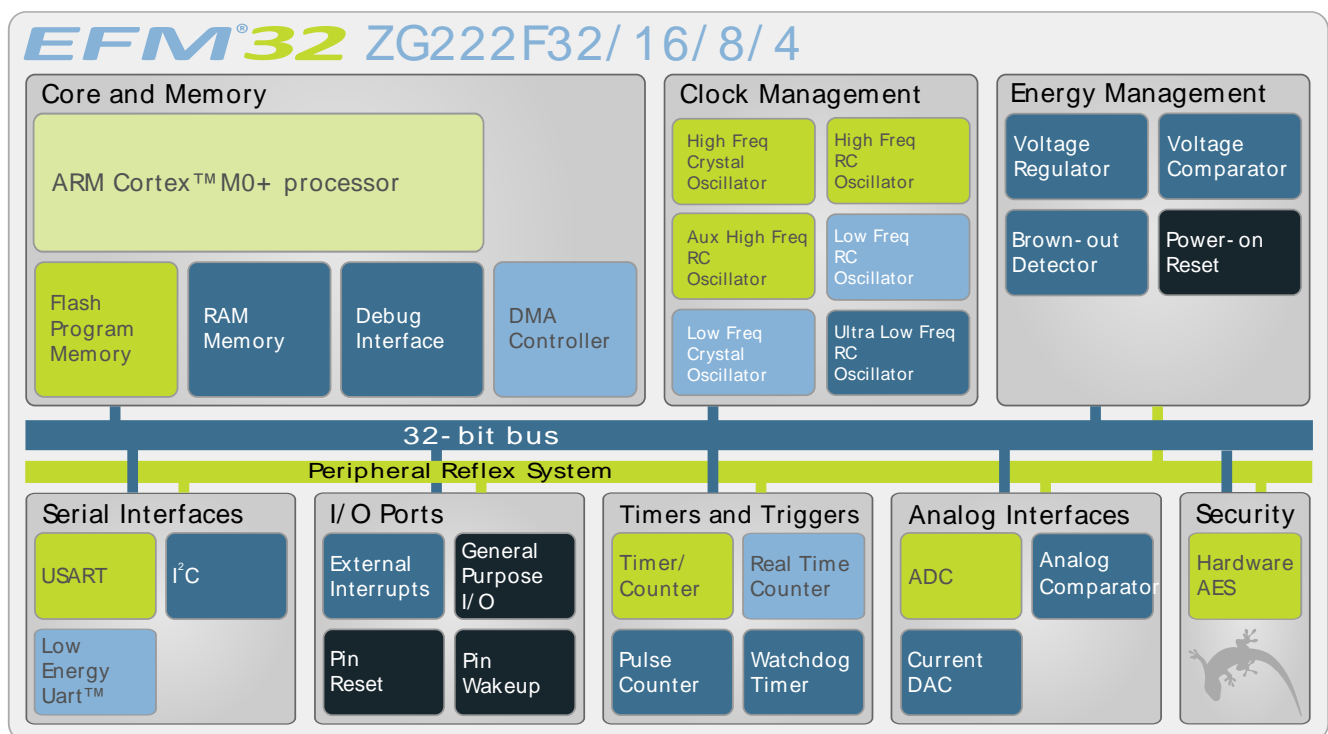 EFM®32 ZG222F32/16/8/4
Core and Memory
ARM Cortex™ M0+ processor
Flash
Program
Memory
RAM
Memory
Debug
Interface
DMA
Controller
Clock Management
High Freq
Crystal
Oscillator
High Freq
RC
Oscillator
Aux High Freq
RC
Oscillator
Low Freq
RC
Oscillator
Low Freq
Crystal
Oscillator
Ultra Low Freq
RC
Oscillator
Energy Management
Voltage
Regulator
Voltage
Comparator
Brown-out
Detector
Power-on
Reset
32-bit bus
Peripheral Reflex System
Serial Interfaces
USART
I²C
Low
Energy
Uart™
I/O Ports
External
Interrupts
General
Purpose
I/O
Pin
Reset
Pin
Wakeup
Timers and Triggers
Timer/
Counter
Real Time
Counter
Pulse
Counter
Watchdog
Timer
Analog Interfaces
ADC
Analog
Comparator
Current
DAC
Security
Hardware
AES